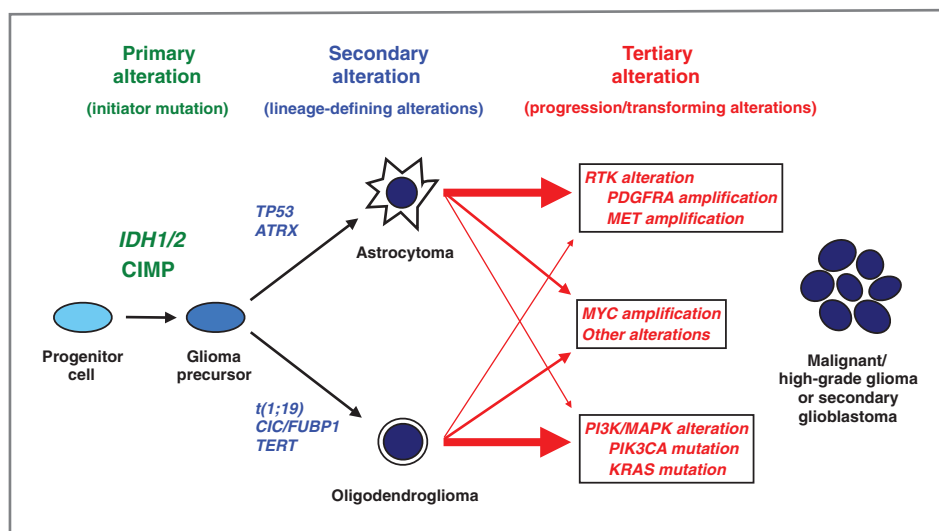 Primary
alteration
(initiator mutation)
Secondary
alteration
(lineage-defining alterations)
Tertiary
alteration
(progression/transforming alterations)
IDH1/2
CIMP
Progenitor
cell
Glioma
precursor
TP53
ATRX
Astrocytoma
t(1;19)
CIC/FUBP1
TERT
Oligodendroglioma
RTK alteration
PDGFRA amplification
MET amplification
MYC amplification
Other alterations
PI3K/MAPK alteration
PIK3CA mutation
KRAS mutation
Malignant/
high-grade glioma
or secondary
glioblastoma